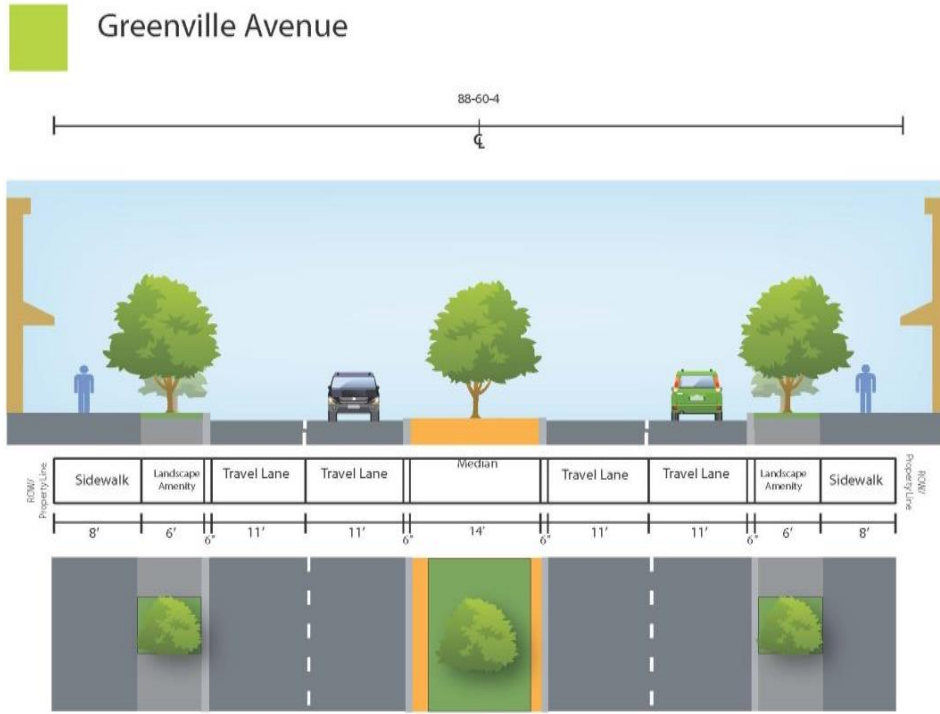 Greenville Avenue
88-60-4
℄
ROW/
Property Line
Sidewalk
Landscape
Amenity
Travel Lane
Travel Lane
Median
Travel Lane
Travel Lane
Landscape
Amenity
Sidewalk
ROW/
Property Line
8' 6' 6" 11' 11' 6" 14' 6" 11' 11' 6" 6' 8'